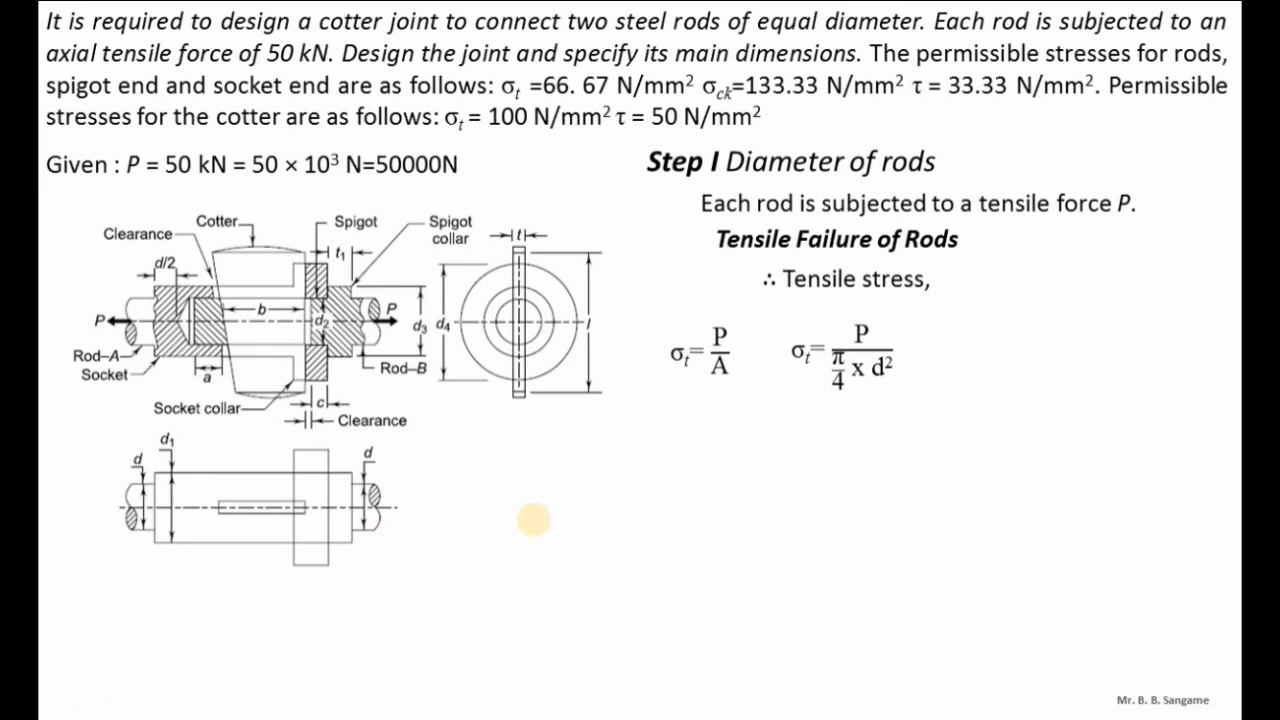 It is required to design a cotter joint to connect two steel rods of equal diameter. Each rod is subjected to an
axial tensile force of 50 kN. Design the joint and specify its main dimensions. The permissible stresses for rods,
spigot end and socket end are as follows: σt =66. 67 N/mm² σck=133.33 N/mm² τ = 33.33 N/mm². Permissible
stresses for the cotter are as follows: σt = 100 N/mm² τ = 50 N/mm²
Given : P = 50 kN = 50 × 10³ N=50000N
Step I Diameter of rods
Each rod is subjected to a tensile force P.
Tensile Failure of Rods
∴ Tensile stress,
σt= P/A
σt= P / (π/4 x d²)
Cotter
Spigot
Spigot
collar
Clearance
t
t₁
d/2
b
P
d₂
P
d₃
d₄
l
Rod–A
Socket
a
Rod–B
c
Socket collar
Clearance
d₁
d
d
Mr. B. B. Sangame